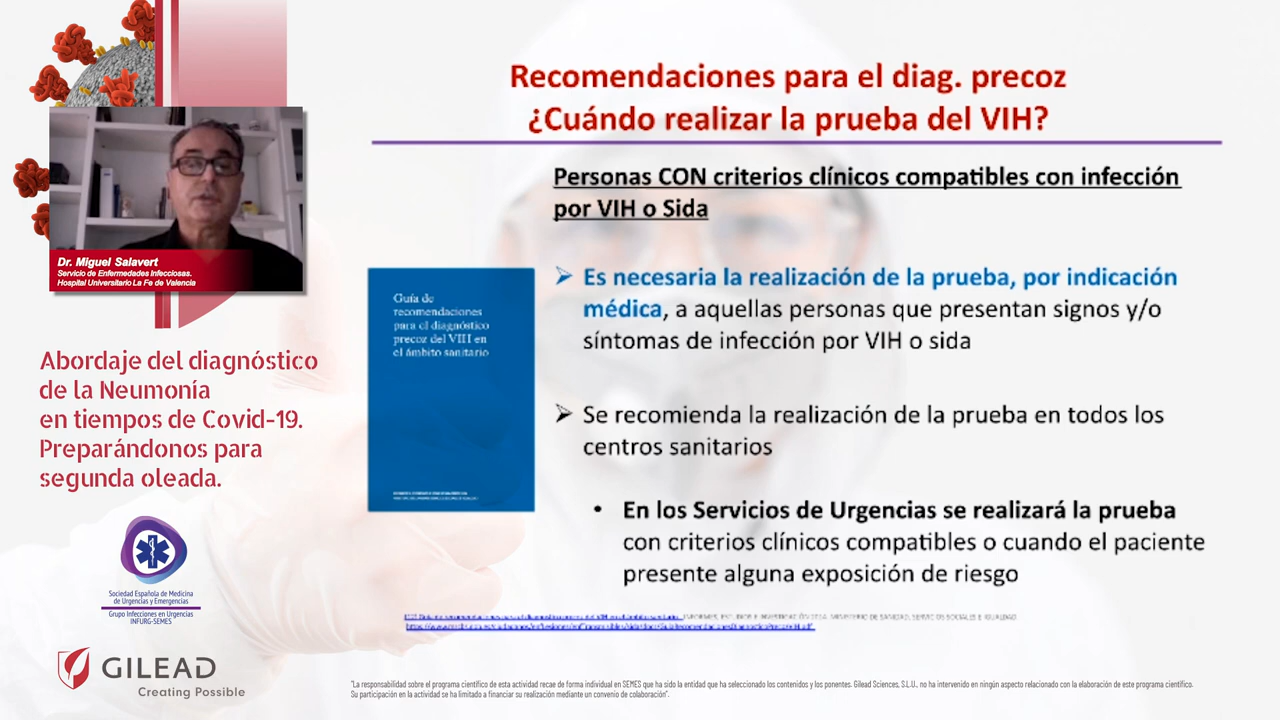 Recomendaciones para el diag. precoz
¿Cuándo realizar la prueba del VIH?
Personas CON criterios clínicos compatibles con infección
por VIH o Sida
Es necesaria la realización de la prueba, por indicación
médica, a aquellas personas que presentan signos y/o
síntomas de infección por VIH o sida
Se recomienda la realización de la prueba en todos los
centros sanitarios
• En los Servicios de Urgencias se realizará la prueba
con criterios clínicos compatibles o cuando el paciente
presente alguna exposición de riesgo
Guía de
recomendaciones
para el diagnóstico
precoz del VIH en
el ámbito sanitario
Dr. Miguel Salavert
Servicio de Enfermedades Infecciosas.
Hospital Universitario La Fe de Valencia
Abordaje del diagnóstico
de la Neumonía
en tiempos de Covid-19.
Preparándonos para
segunda oleada.
Sociedad Española de Medicina
de Urgencias y Emergencias
Grupo Infecciones en Urgencias
INFURG-SEMES
GILEAD
Creating Possible
"La responsabilidad sobre el programa científico de esta actividad recae de forma individual en SEMES que ha sido la entidad que ha seleccionado los contenidos y los ponentes. Gilead Sciences, S.L.U., no ha intervenido en ningún aspecto relacionado con la elaboración de este programa científico.
Su participación en la actividad se ha limitado a financiar su realización mediante un convenio de colaboración".